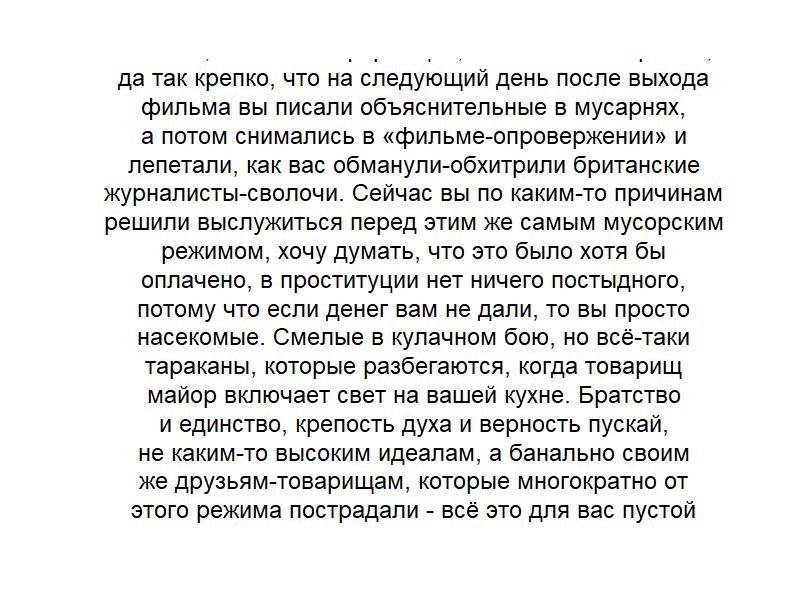 да так крепко, что на следующий день после выхода
фильма вы писали объяснительные в мусарнях,
а потом снимались в «фильме-опровержении» и
лепетали, как вас обманули-обхитрили британские
журналисты-сволочи. Сейчас вы по каким-то причинам
решили выслужиться перед этим же самым мусорским
режимом, хочу думать, что это было хотя бы
оплачено, в проституции нет ничего постыдного,
потому что если денег вам не дали, то вы просто
насекомые. Смелые в кулачном бою, но всё-таки
тараканы, которые разбегаются, когда товарищ
майор включает свет на вашей кухне. Братство
и единство, крепость духа и верность пускай,
не каким-то высоким идеалам, а банально своим
же друзьям-товарищам, которые многократно от
этого режима пострадали - всё это для вас пустой